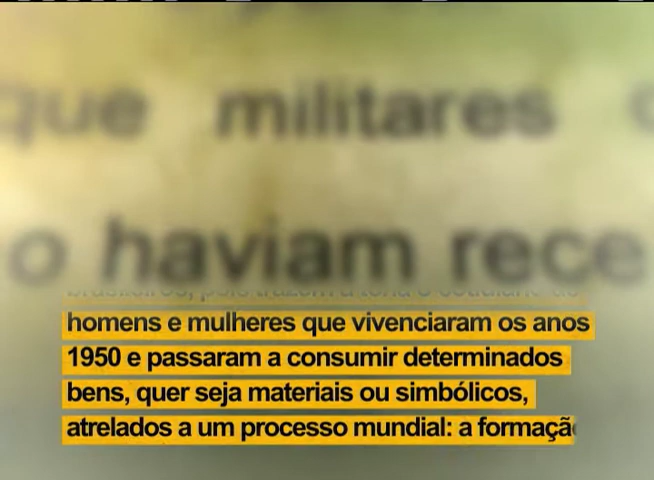 que militares
o haviam rece
homens e mulheres que vivenciaram os anos
1950 e passaram a consumir determinados
bens, quer seja materiais ou simbólicos,
atrelados a um processo mundial: a formaçã